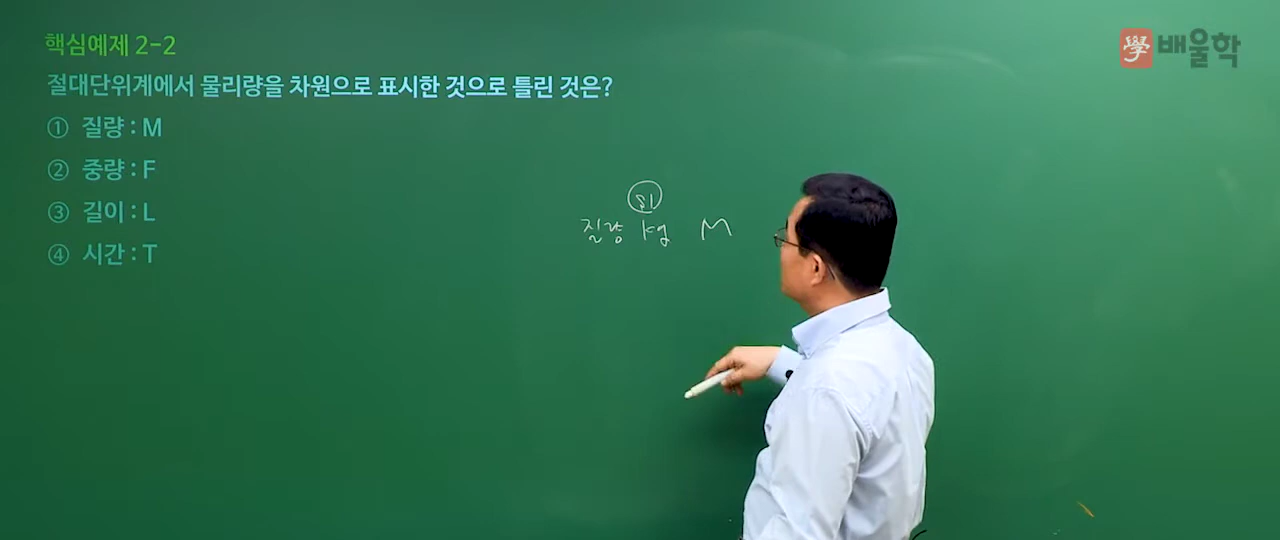 핵심예제 2-2
學 배울학
절대단위계에서 물리량을 차원으로 표시한 것으로 틀린 것은?
① 질량 : M
② 중량 : F
③ 길이 : L
④ 시간 : T
SI
질량 kg M